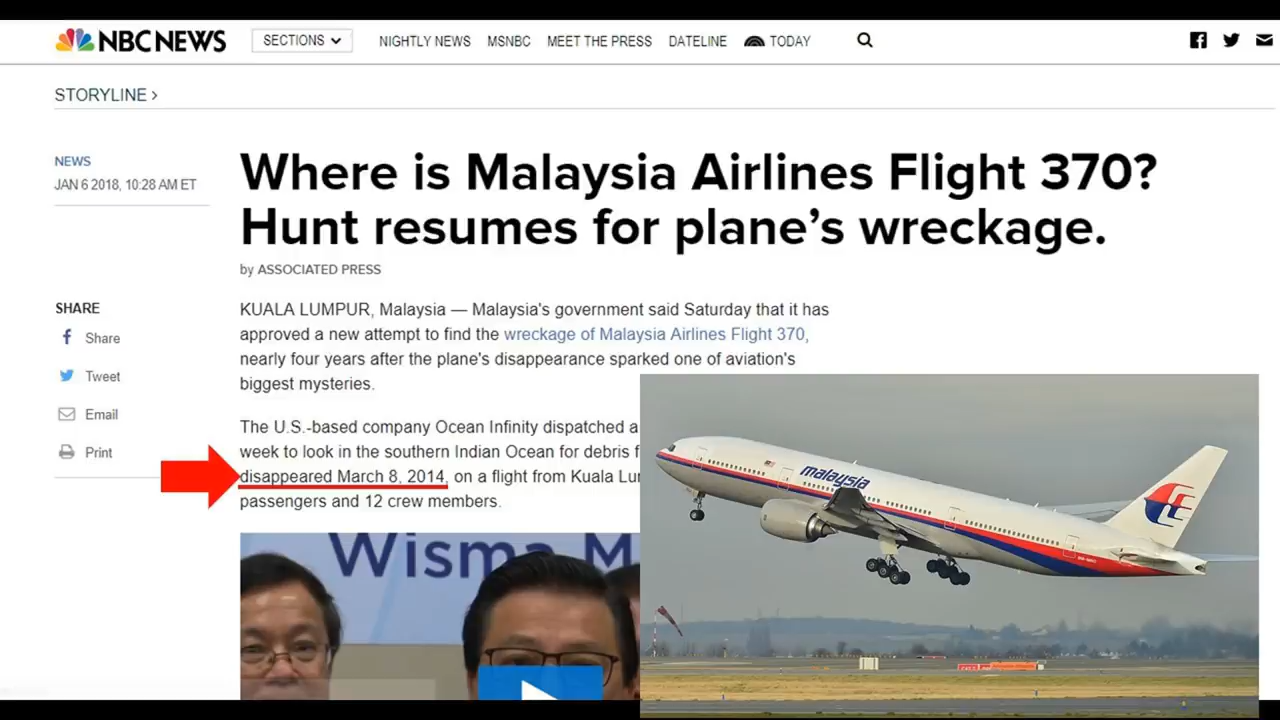 NBC NEWS
SECTIONS
NIGHTLY NEWS
MSNBC
MEET THE PRESS
DATELINE
TODAY
STORYLINE >
NEWS
JAN 6 2018, 10:28 AM ET
Where is Malaysia Airlines Flight 370?
Hunt resumes for plane's wreckage.
by ASSOCIATED PRESS
SHARE
Share
Tweet
Email
Print
KUALA LUMPUR, Malaysia — Malaysia's government said Saturday that it has
approved a new attempt to find the wreckage of Malaysia Airlines Flight 370,
nearly four years after the plane's disappearance sparked one of aviation's
biggest mysteries.
The U.S.-based company Ocean Infinity dispatched a
week to look in the southern Indian Ocean for debris f
disappeared March 8, 2014, on a flight from Kuala Lu
passengers and 12 crew members.
Wisma M
malaysia